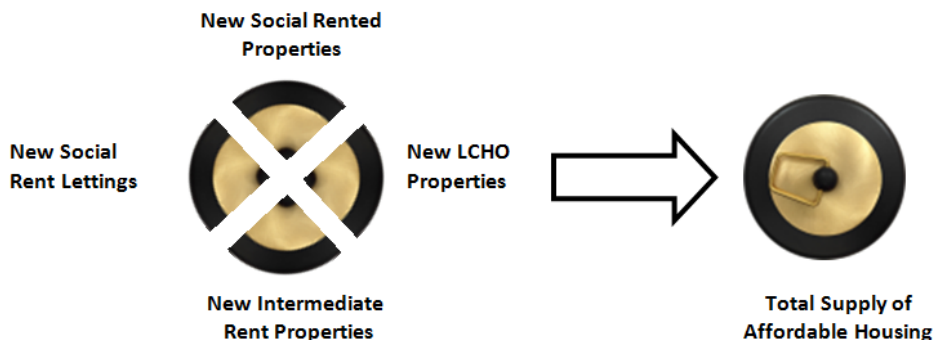 New Social Rented
Properties
New Social
Rent Lettings
New LCHO
Properties
New Intermediate
Rent Properties
Total Supply of
Affordable Housing